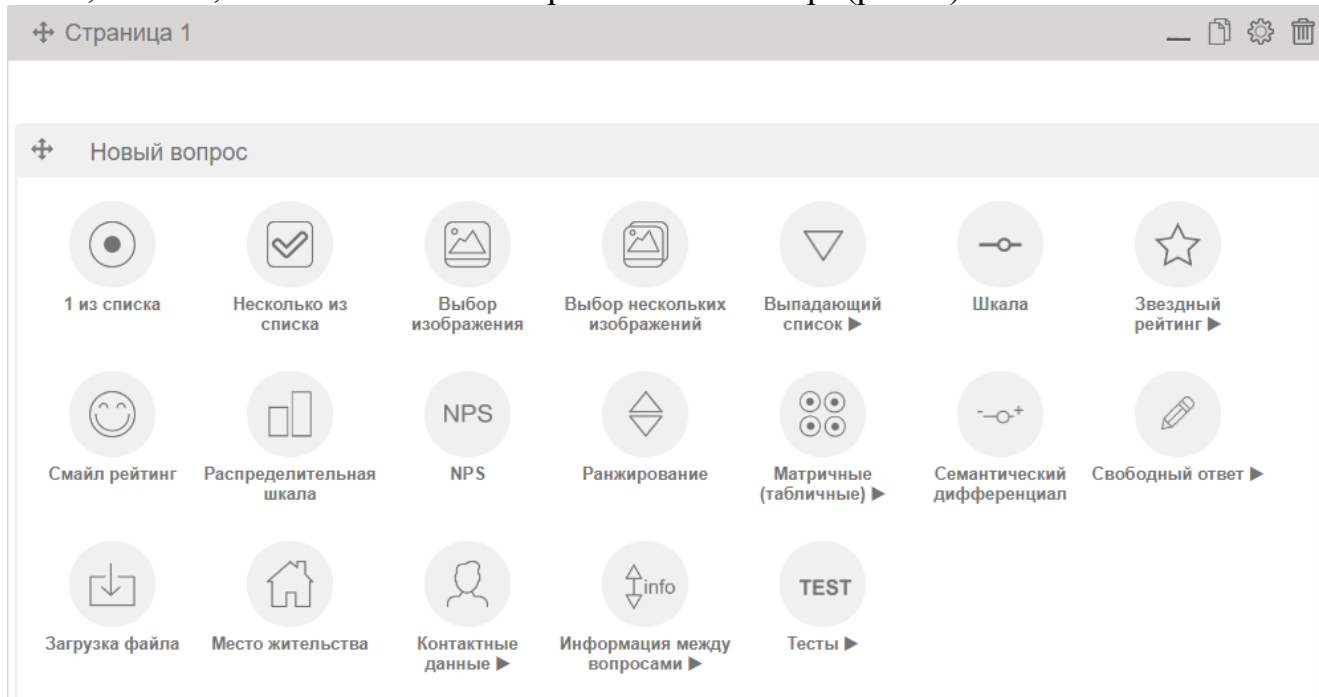 Страница 1
Новый вопрос
1 из списка
Несколько из
списка
Выбор
изображения
Выбор нескольких
изображений
Выпадающий
список ▶
Шкала
Звездный
рейтинг ▶
NPS
Смайл рейтинг
Распределительная
шкала
NPS
Ранжирование
Матричные
(табличные) ▶
Семантический
дифференциал
Свободный ответ ▶
info
TEST
Загрузка файла
Место жительства
Контактные
данные ▶
Информация между
вопросами ▶
Тесты ▶